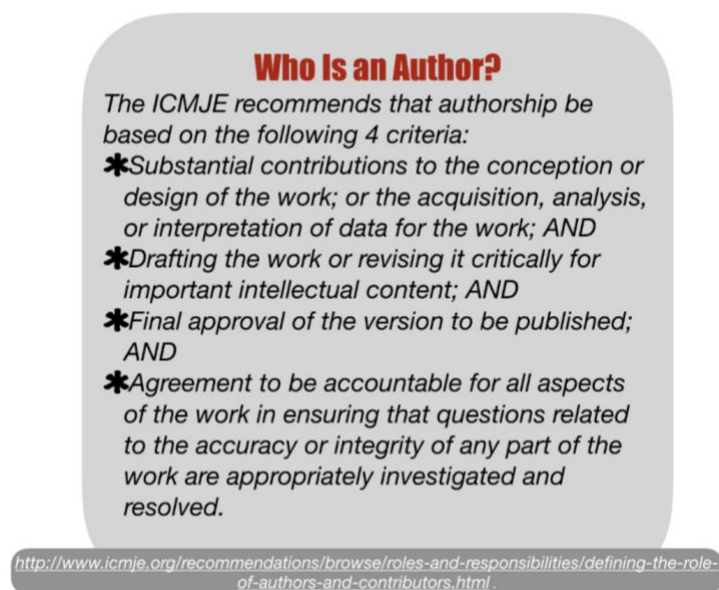 Who Is an Author?
The ICMJE recommends that authorship be
based on the following 4 criteria:
✱Substantial contributions to the conception or
design of the work; or the acquisition, analysis,
or interpretation of data for the work; AND
✱Drafting the work or revising it critically for
important intellectual content; AND
✱Final approval of the version to be published;
AND
✱Agreement to be accountable for all aspects
of the work in ensuring that questions related
to the accuracy or integrity of any part of the
work are appropriately investigated and
resolved.
http://www.icmje.org/recommendations/browse/roles-and-responsibilities/defining-the-role-
of-authors-and-contributors.html .